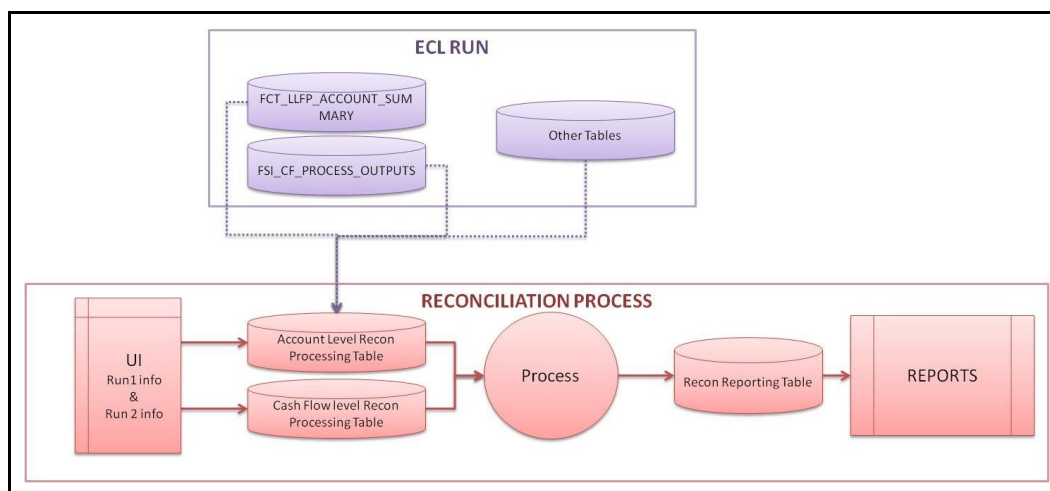 ECL RUN
FCT_LLFP_ACCOUNT_SUM
MARY
Other Tables
FSI_CF_PROCESS_OUTPUTS
RECONCILIATION PROCESS
UI
Run1 info
&
Run 2 info
Account Level Recon
Processing Table
Cash Flow level Recon
Processing Table
Process
Recon Reporting Table
REPORTS